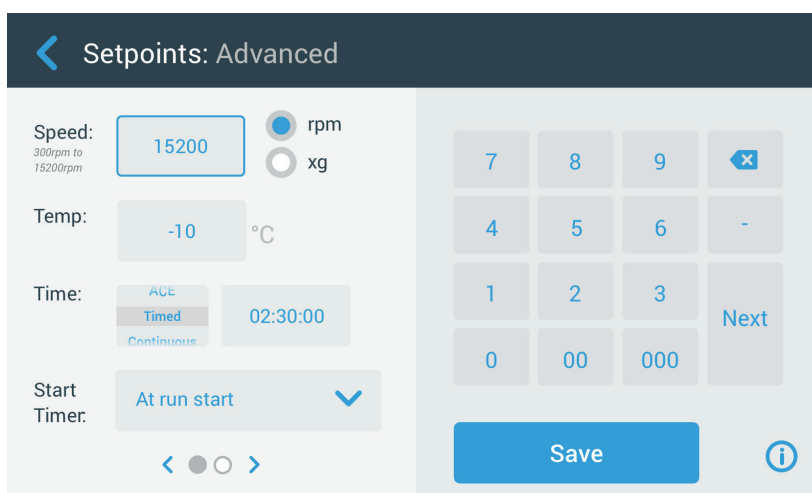 Setpoints: Advanced
Speed:
300rpm to
15200rpm
15200
rpm
xg
Temp:
-10
°C
Time:
ACE
Timed
Continuous
02:30:00
Start
Timer:
At run start
7 8 9
4 5 6 -
1 2 3
Next
0 00 000
Save